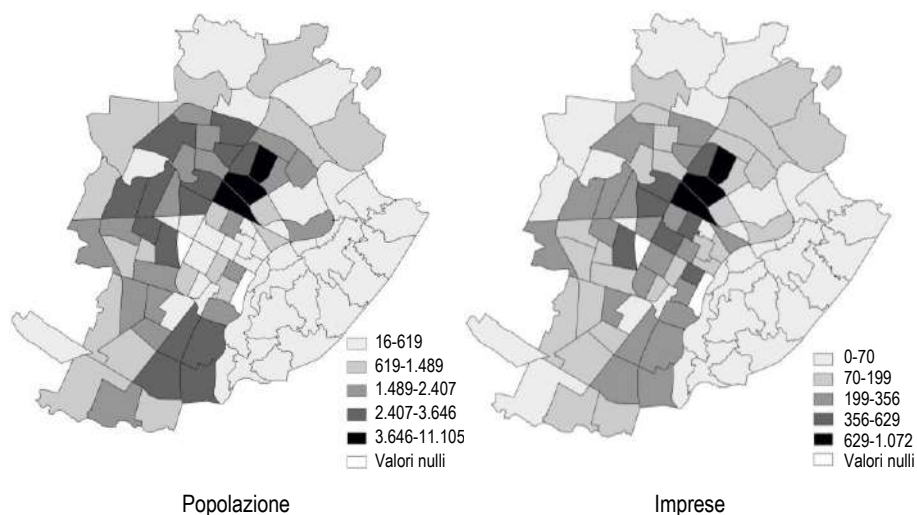 16-619
619-1.489
1.489-2.407
2.407-3.646
3.646-11.105
Valori nulli
Popolazione
0-70
70-199
199-356
356-629
629-1.072
Valori nulli
Imprese